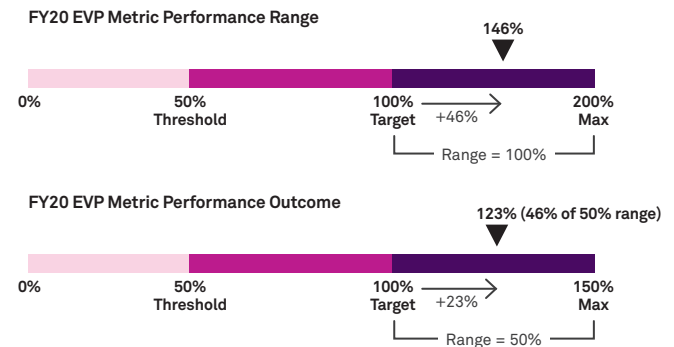 FY20 EVP Metric Performance Range
146%
0% 50% 100% 200%
Threshold Target +46% Max
Range = 100%
FY20 EVP Metric Performance Outcome
123% (46% of 50% range)
0% 50% 100% 150%
Threshold Target +23% Max
Range = 50%